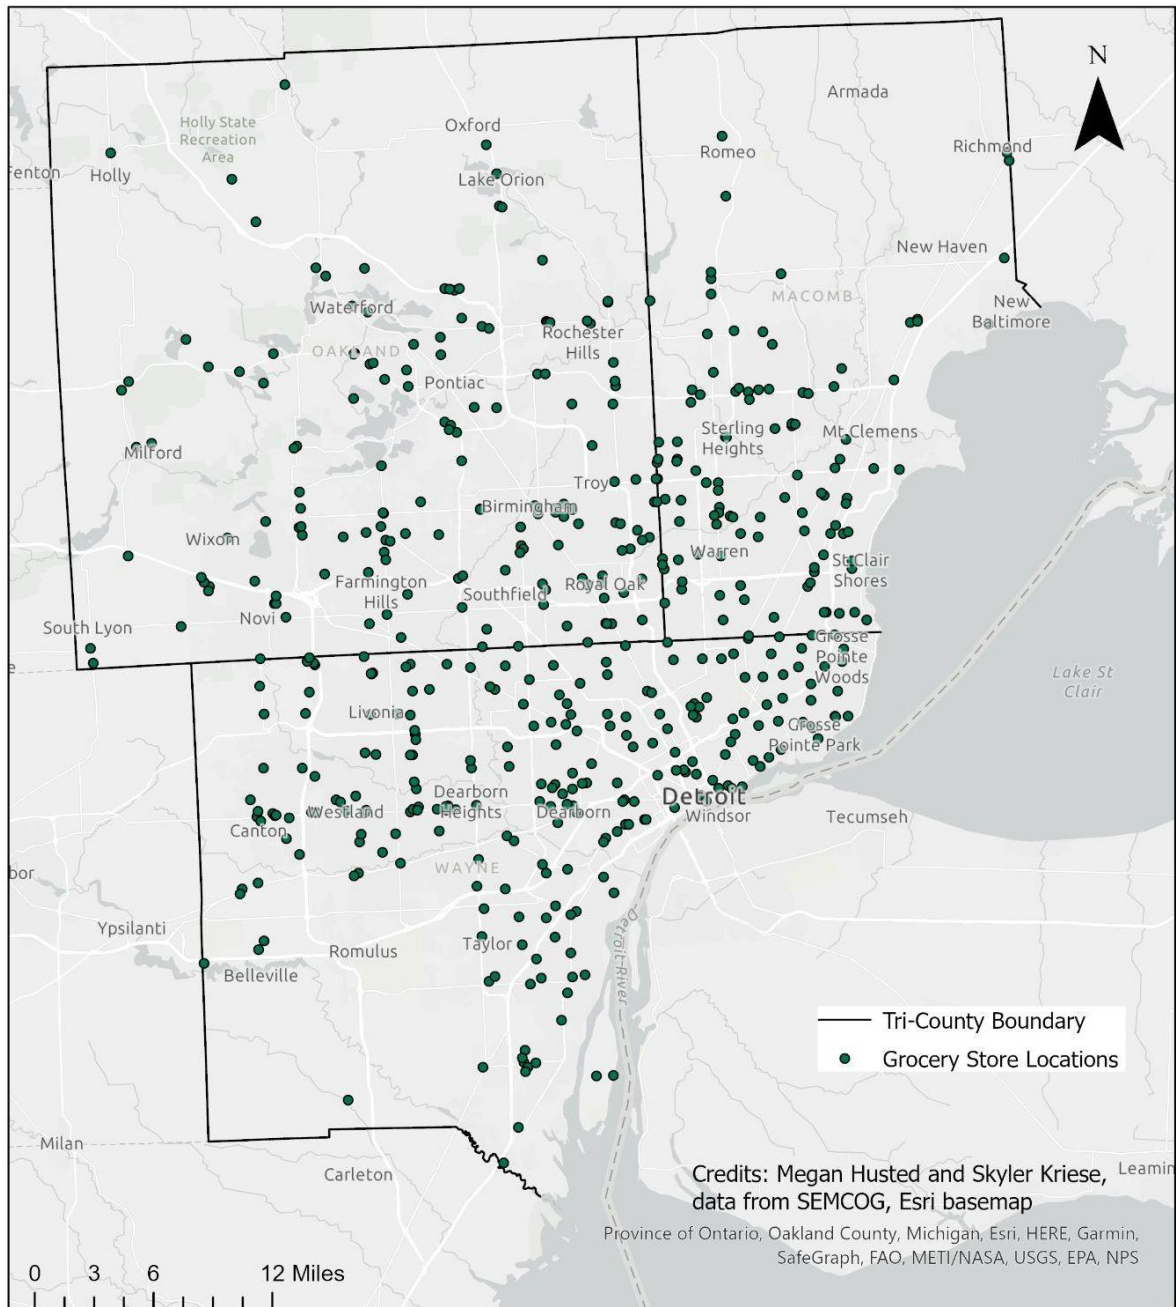 N
Armada
Holly State
Recreation
Area
Oxford
Romeo
Richmond
Fenton
Holly
Lake Orion
New Haven
MACOMB
Waterford
New
Baltimore
Rochester
Hills
OAKLAND
Pontiac
Sterling
Heights
Mt Clemens
Milford
Troy
Birmingham
Wixom
Warren
St Clair
Shores
Farmington
Hills
Southfield
Royal Oak
Novi
South Lyon
Grosse
Pointe
Woods
Lake St
Clair
Livonia
Grosse
Pointe Park
Dearborn
Heights
Detroit
Westland
Dearborn
Windsor
Tecumseh
Canton
WAYNE
bor
Ypsilanti
Romulus
Taylor
Belleville
Detroit River
Tri-County Boundary
Grocery Store Locations
Milan
Carleton
Leamin
Credits: Megan Husted and Skyler Kriese,
data from SEMCOG, Esri basemap
Province of Ontario, Oakland County, Michigan, Esri, HERE, Garmin,
SafeGraph, FAO, METI/NASA, USGS, EPA, NPS
0 3 6 12 Miles